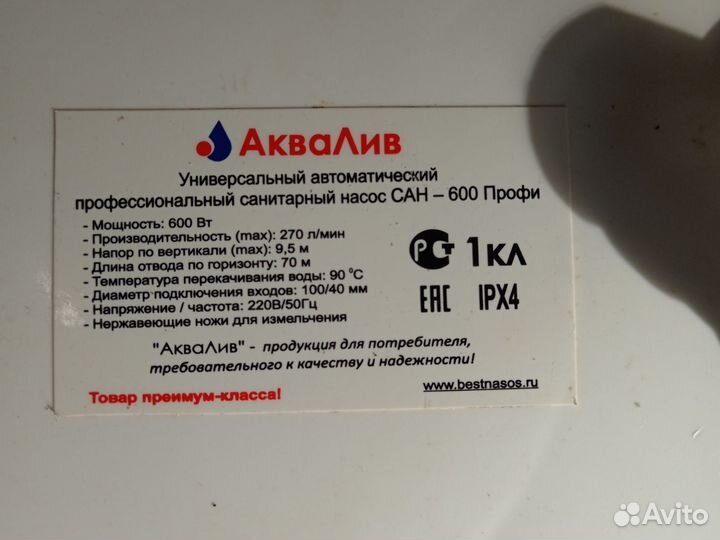 АкваЛив
Универсальный автоматический
профессиональный санитарный насос САН – 600 Профи
- Мощность: 600 Вт
- Производительность (max): 270 л/мин
- Напор по вертикали (max): 9,5 м
- Длина отвода по горизонту: 70 м
- Температура перекачивания воды: 90 °С
- Диаметр подключения входов: 100/40 мм
- Напряжение / частота: 220В/50Гц
- Нержавеющие ножи для измельчения
РСТ 1 кл
EAC IPX4
"АкваЛив" - продукция для потребителя,
требовательного к качеству и надежности!
Товар преимум-класса!
www.bestnasos.ru
Avito